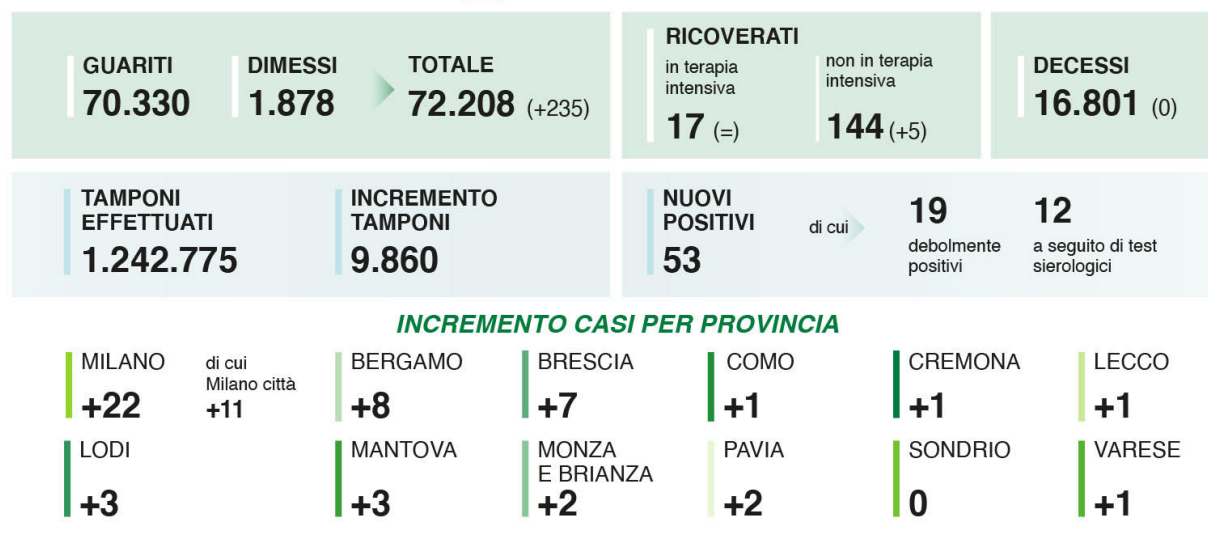 GUARITI
70.330
DIMESSI
1.878
TOTALE
72.208 (+235)
RICOVERATI
in terapia
intensiva
17 (=)
non in terapia
intensiva
144 (+5)
DECESSI
16.801 (0)
TAMPONI
EFFETTUATI
1.242.775
INCREMENTO
TAMPONI
9.860
NUOVI
POSITIVI
53
di cui
19
debolmente
positivi
12
a seguito di test
sierologici
INCREMENTO CASI PER PROVINCIA
MILANO
+22
di cui
Milano città
+11
BERGAMO
+8
BRESCIA
+7
COMO
+1
CREMONA
+1
LECCO
+1
LODI
+3
MANTOVA
+3
MONZA
E BRIANZA
+2
PAVIA
+2
SONDRIO
0
VARESE
+1